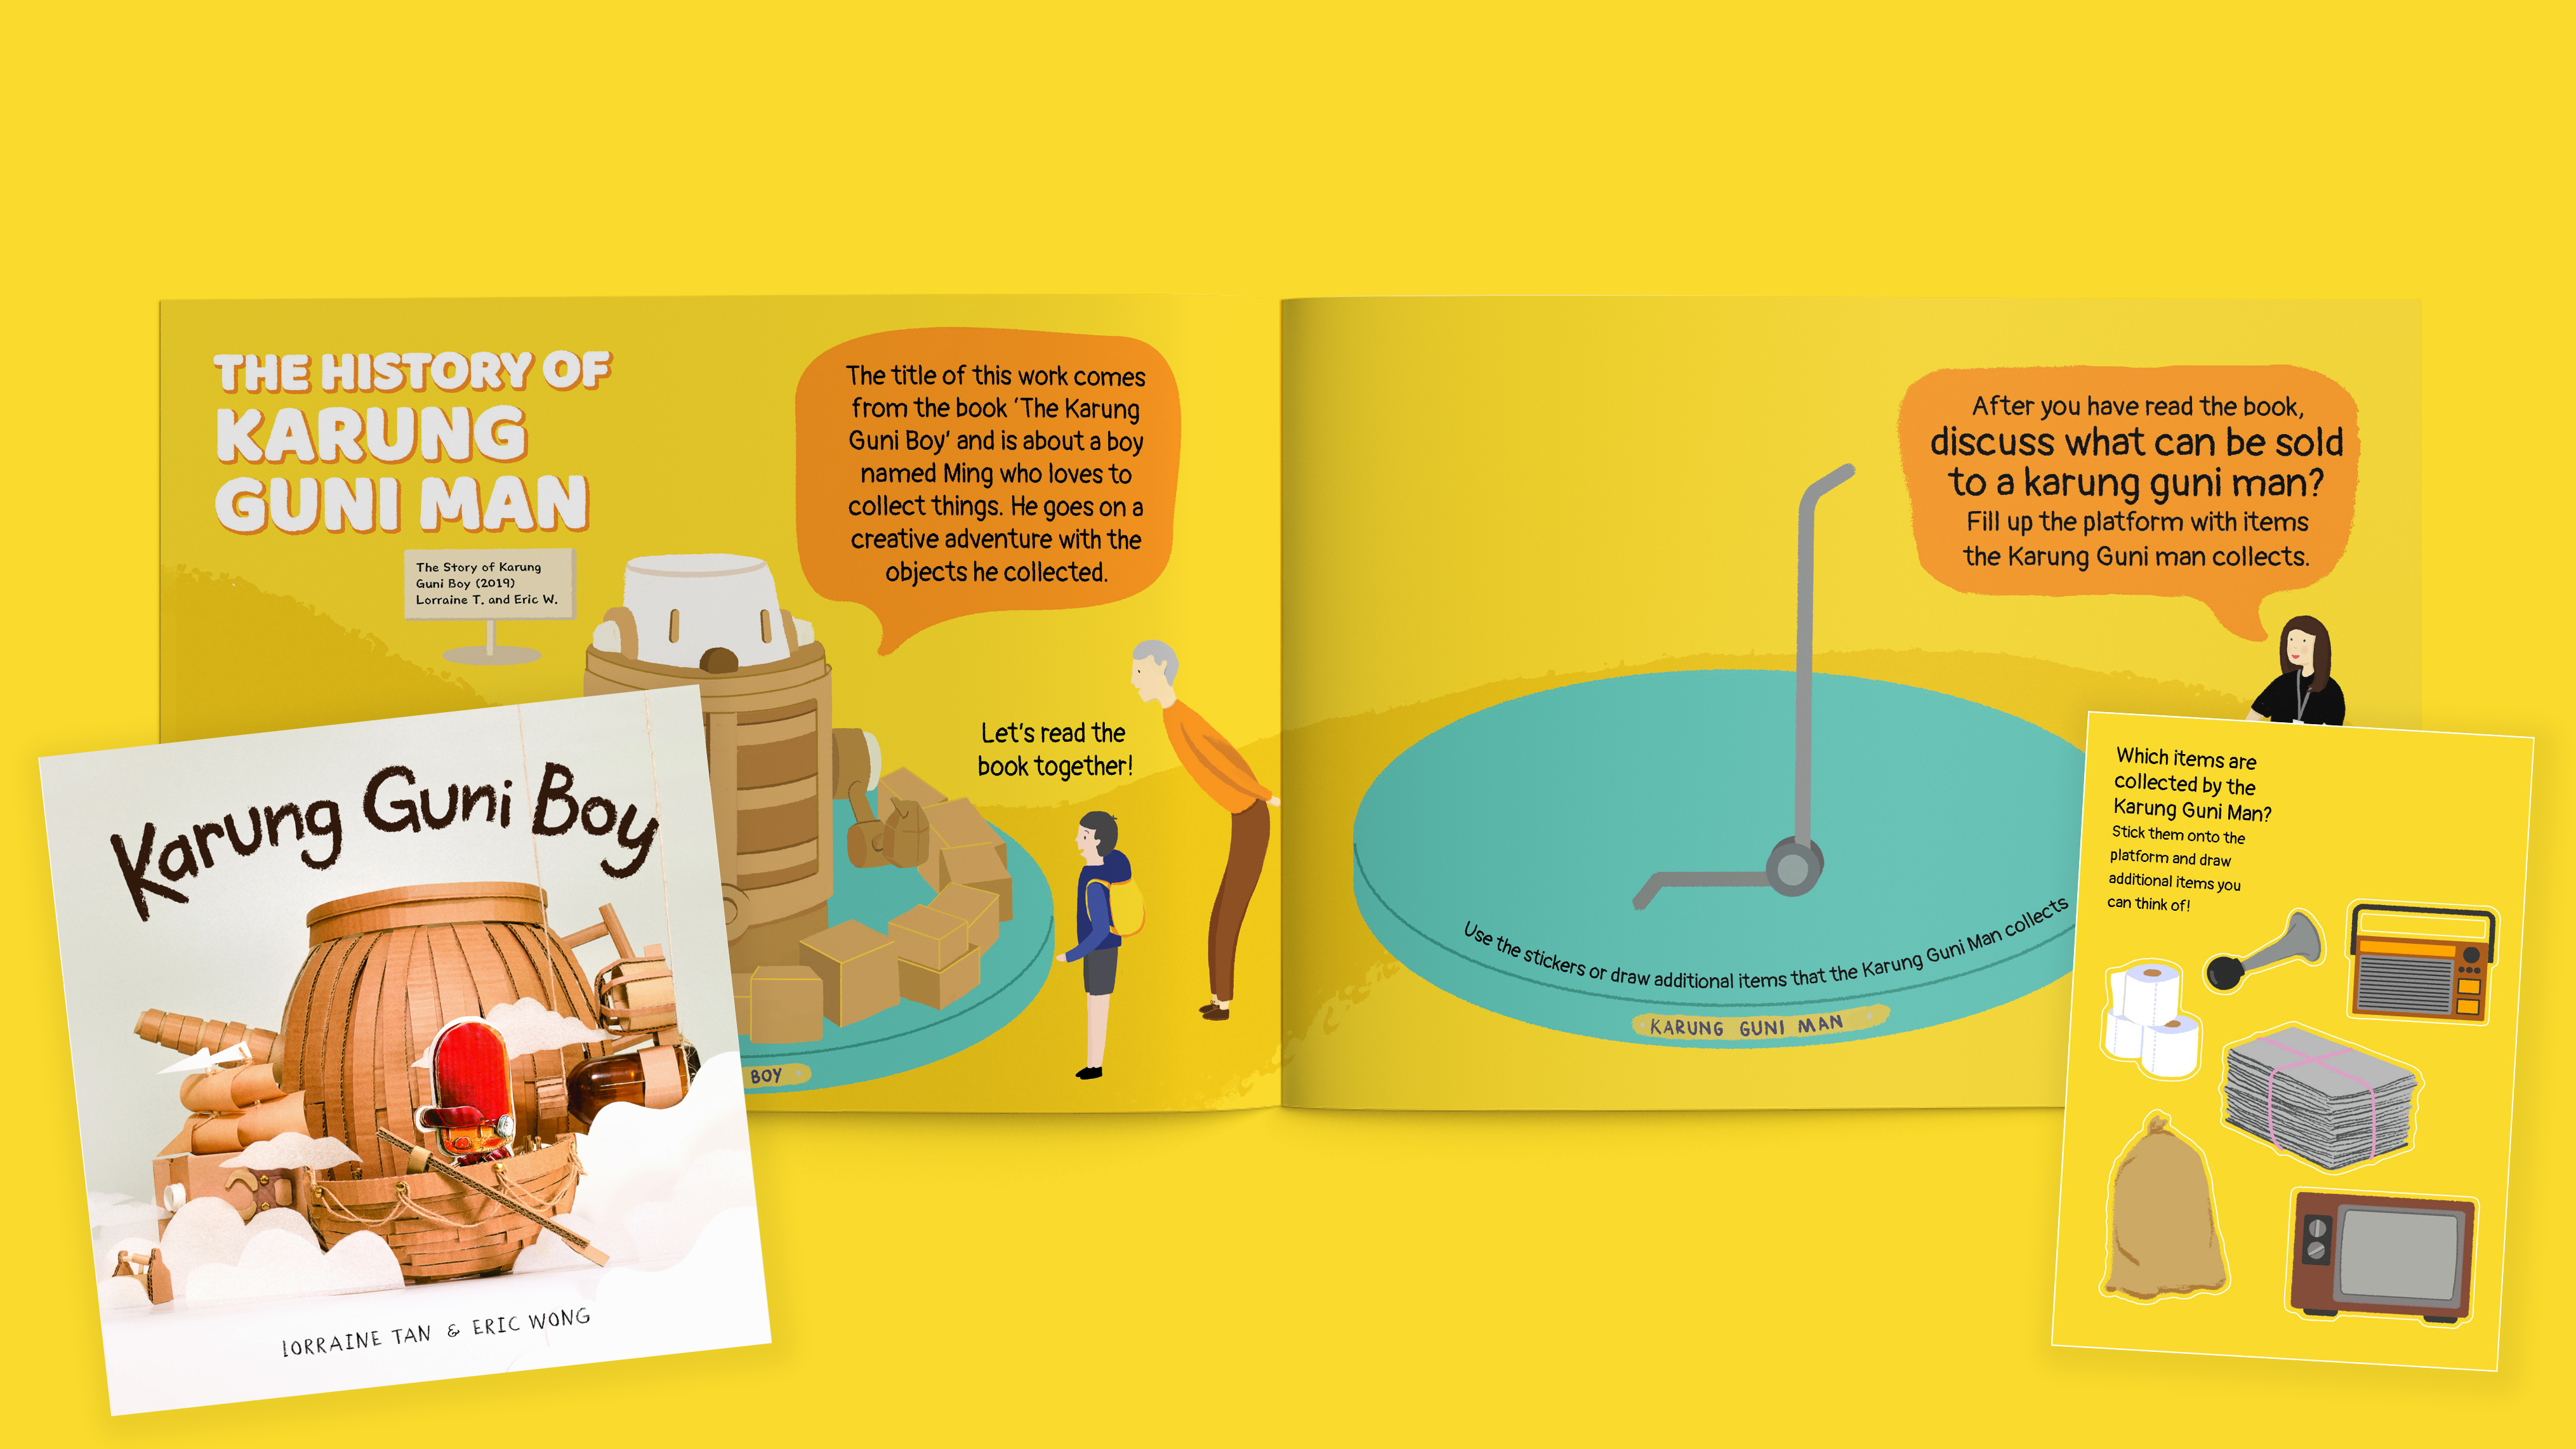 THE HISTORY OF
KARUNG
GUNI MAN
The Story of Karung
Guni Boy (2019)
Lorraine T. and Eric W.
The title of this work comes
from the book ‘The Karung
Guni Boy’ and is about a boy
named Ming who loves to
collect things. He goes on a
creative adventure with the
objects he collected.
Let's read the
book together!
BOY
Karung Guni Boy
LORRAINE TAN & ERIC WONG
After you have read the book,
discuss what can be sold
to a karung guni man?
Fill up the platform with items
the Karung Guni man collects.
Use the stickers or draw additional items that the Karung Guni Man collects
KARUNG GUNI MAN
Which items are
collected by the
Karung Guni Man?
Stick them onto the
platform and draw
additional items you
can think of!